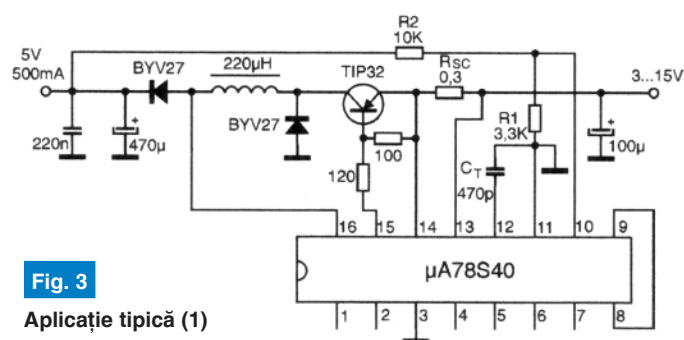 R2
10K
5V
500mA
BYV27
220µH
TIP32
RSC
0,3
3...15V
220n
+
470µ
BYV27
100
120
R1
3,3K
CT
470p
+
100µ
16
15
14
13
12
11
10
9
µA78S40
1
2
3
4
5
6
7
8
Fig. 3
Aplicație tipică (1)